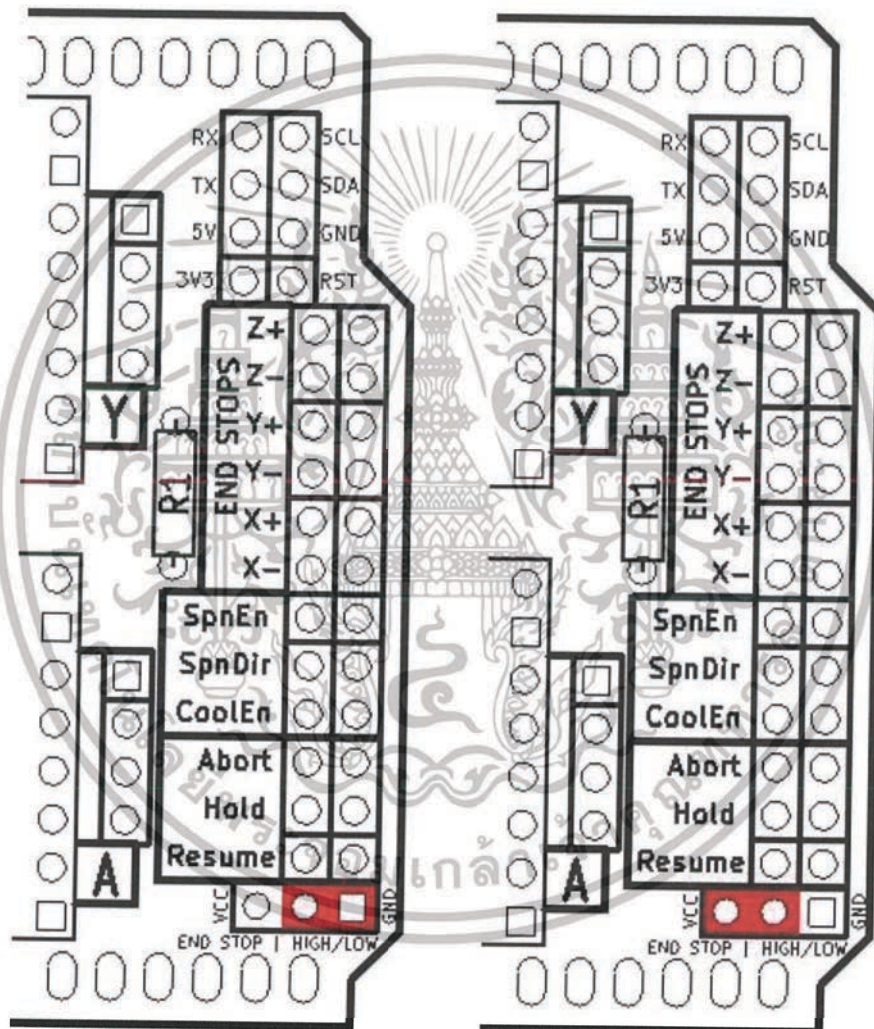 RX SCL
TX SDA
5V GND
3V3 RST
Z+
Z-
Y+
Y-
X+
X-
END STOPS
Y
R1
SpnEn
SpnDir
CoolEn
Abort
Hold
Resume
A
VCC GND
END STOP | HIGH/LOW
RX SCL
TX SDA
5V GND
3V3 RST
Z+
Z-
Y+
Y-
X+
X-
END STOPS
Y
R1
SpnEn
SpnDir
CoolEn
Abort
Hold
Resume
A
VCC GND
END STOP | HIGH/LOW